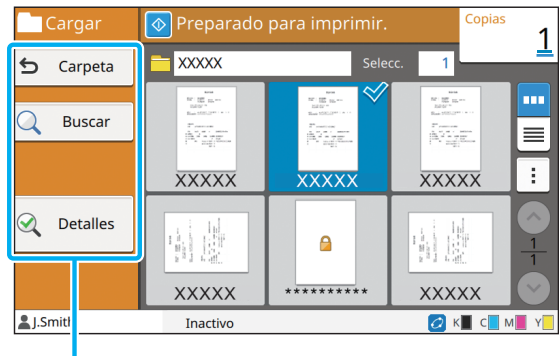 Cargar
Preparado para imprimir.
Copias
1
Carpeta
Buscar
Detalles
XXXXX
Selecc. 1
XXXXX XXXXX XXXXX
XXXXX ********** XXXXX
1
1
J.Smith
Inactivo
K C M Y